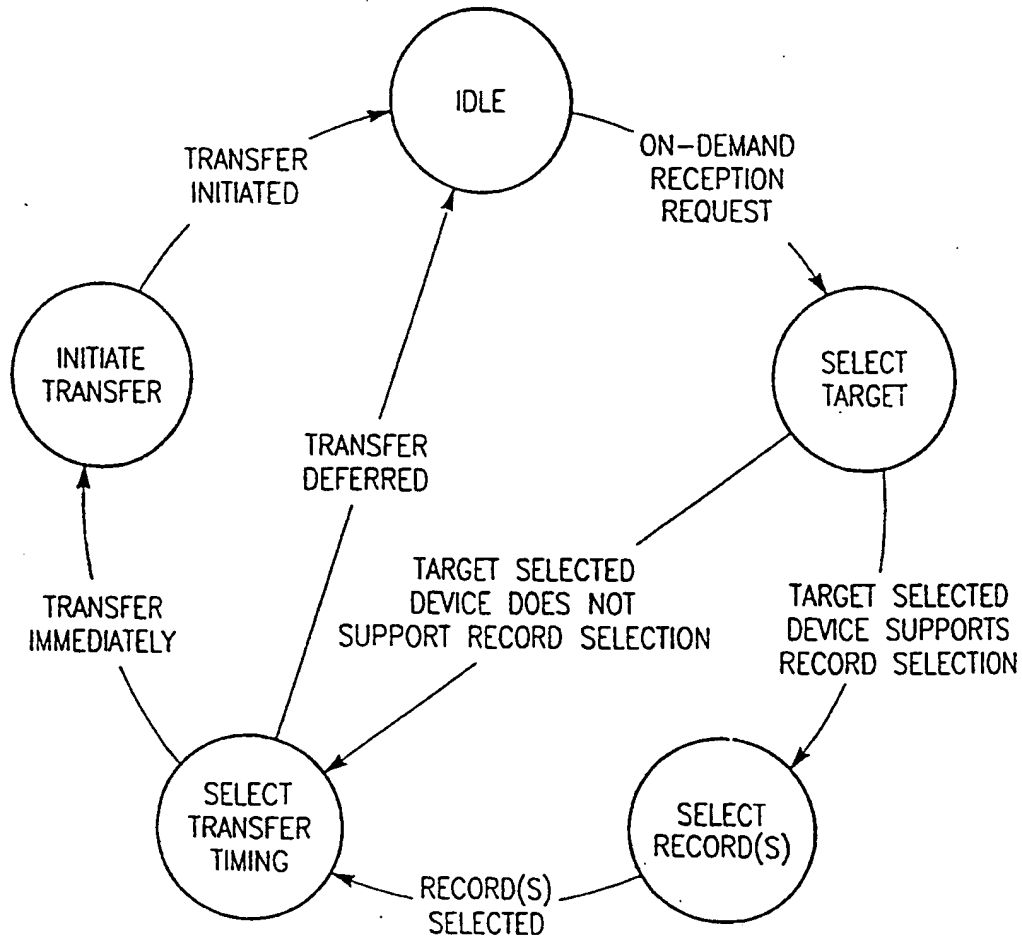 IDLE
TRANSFER
INITIATED
ON-DEMAND
RECEPTION
REQUEST
INITIATE
TRANSFER
SELECT
TARGET
TRANSFER
DEFERRED
TARGET SELECTED
DEVICE DOES NOT
SUPPORT RECORD SELECTION
TARGET SELECTED
DEVICE SUPPORTS
RECORD SELECTION
TRANSFER
IMMEDIATELY
SELECT
TRANSFER
TIMING
SELECT
RECORD(S)
RECORD(S)
SELECTED